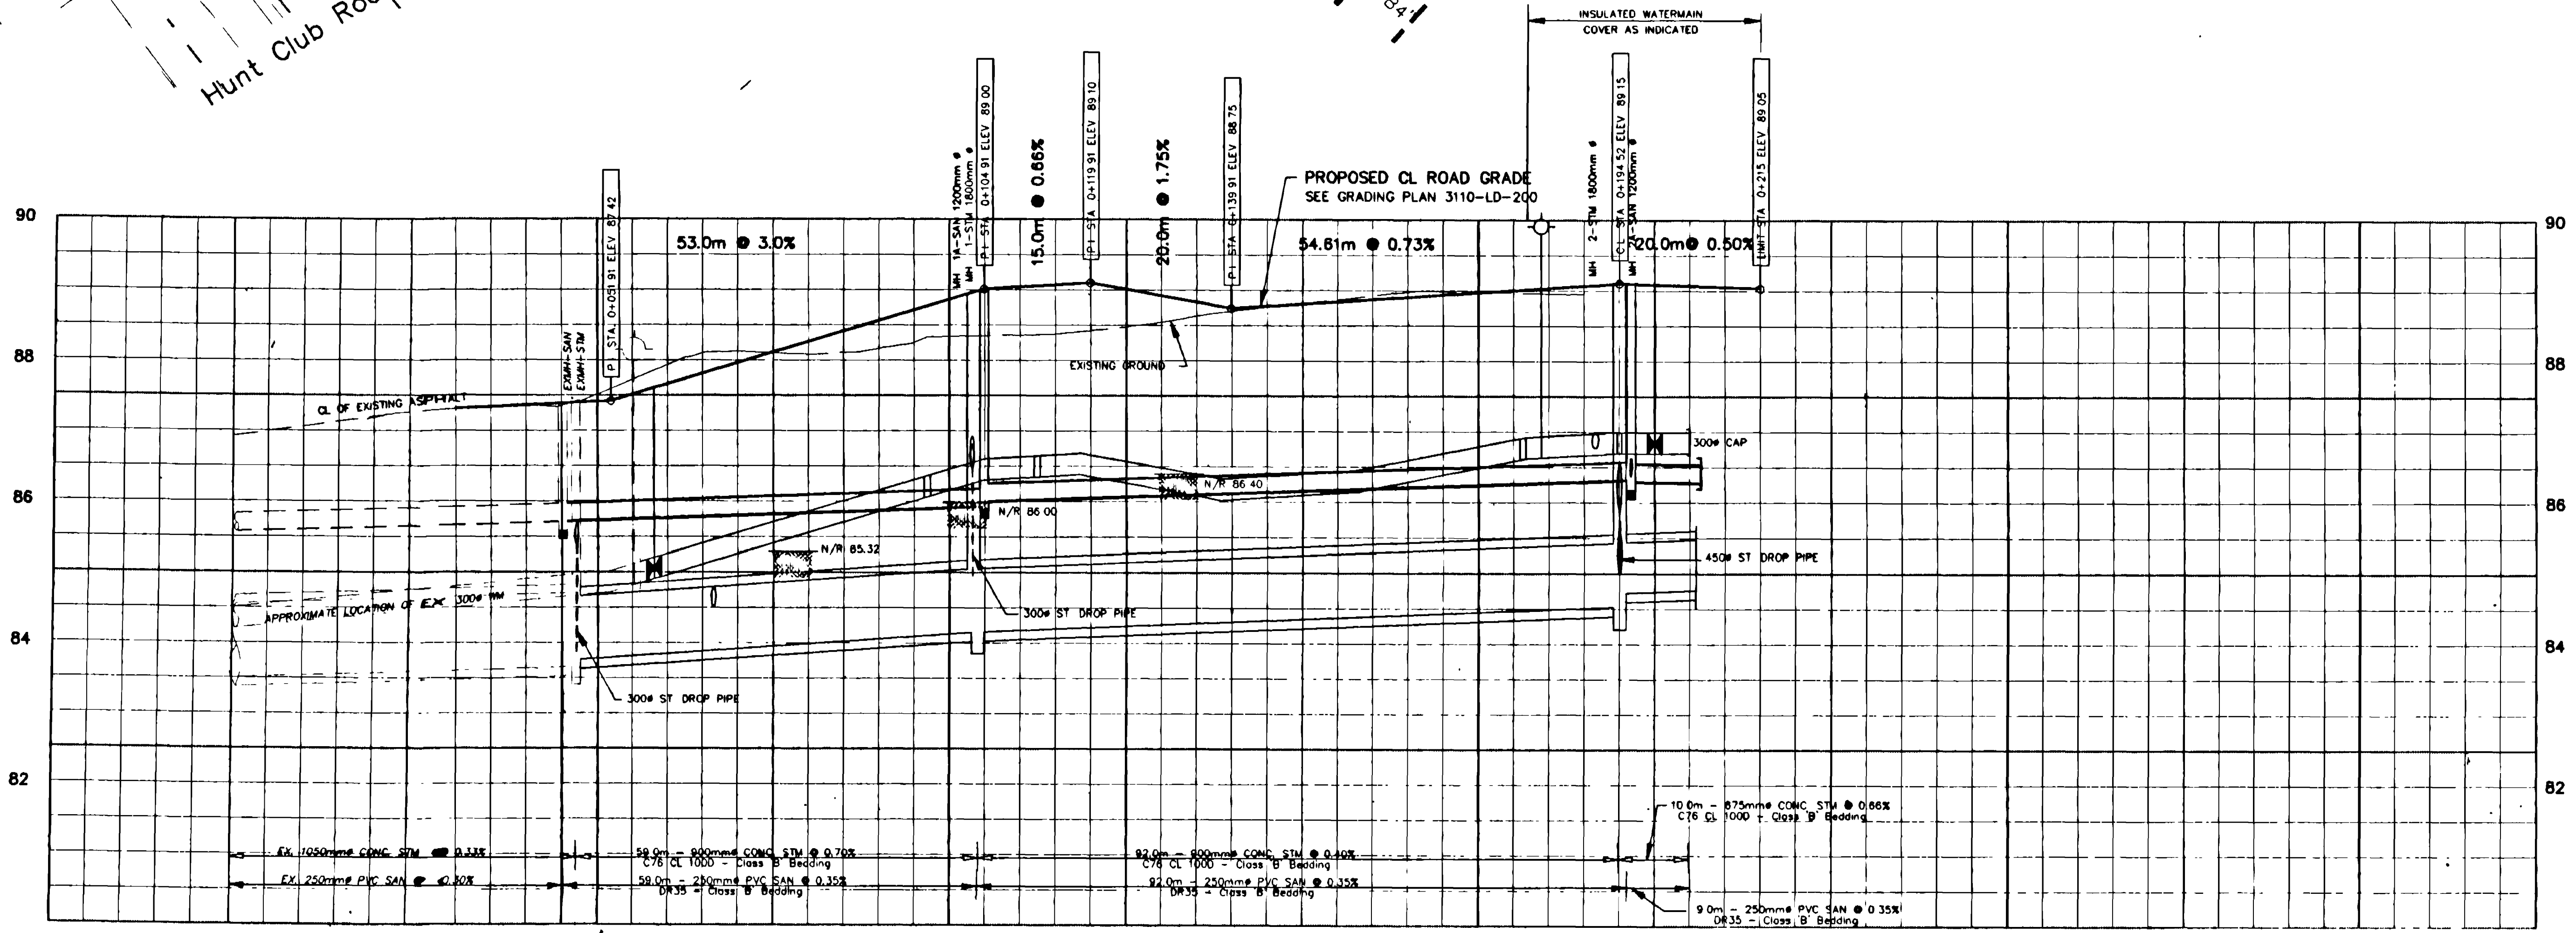 Hunt Club Road
84
INSULATED WATERMAIN
COVER AS INDICATED
P I STA. 0+051 91 ELEV 87 42
MH 1A-SAN 1200mm ø
MH 1-STM 1800mm ø
P I STA 0+104 91 ELEV 89 00
15.0m @ 0.66%
P I STA 0+119 91 ELEV 89 10
20.0m @ 1.75%
P I STA 0+139 91 ELEV 88 75
PROPOSED CL ROAD GRADE
SEE GRADING PLAN 3110-LD-200
MH 2-STM 1800mm ø
C L STA 0+194 52 ELEV 89 15
MH 2A-SAN 1200mm ø
LIMIT STA 0+215 ELEV 89 05
90
53.0m @ 3.0%
54.61m @ 0.73%
20.0m @ 0.50%
90
88
EXMH-SAN
EXMH-STM
EXISTING GROUND
88
CL OF EXISTING ASPHALT
300ø CAP
86
N/R 86 40
N/R 86 00
86
N/R 85.32
450ø ST DROP PIPE
APPROXIMATE LOCATION OF EX 300ø WM
300ø ST DROP PIPE
84
84
300ø ST DROP PIPE
82
82
10 0m - 675mmø CONC STM @ 0 66%
C76 CL 1000 - Class 'B' Bedding
EX. 1050mmø CONC. STM @ 0.33%
59.0m - 900mmø CONC STM @ 0.70%
C76 CL 1000 - Class 'B' Bedding
92.0m - 900mmø CONC STM @ 0.40%
C76 CL 1000 - Class 'B' Bedding
EX. 250mmø PVC SAN @ 0.30%
59.0m - 250mmø PVC SAN @ 0.35%
DR35 - Class 'B' Bedding
92.0m - 250mmø PVC SAN @ 0.35%
DR35 - Class 'B' Bedding
9 0m - 250mmø PVC SAN @ 0 35%
DR35 - Class 'B' Bedding